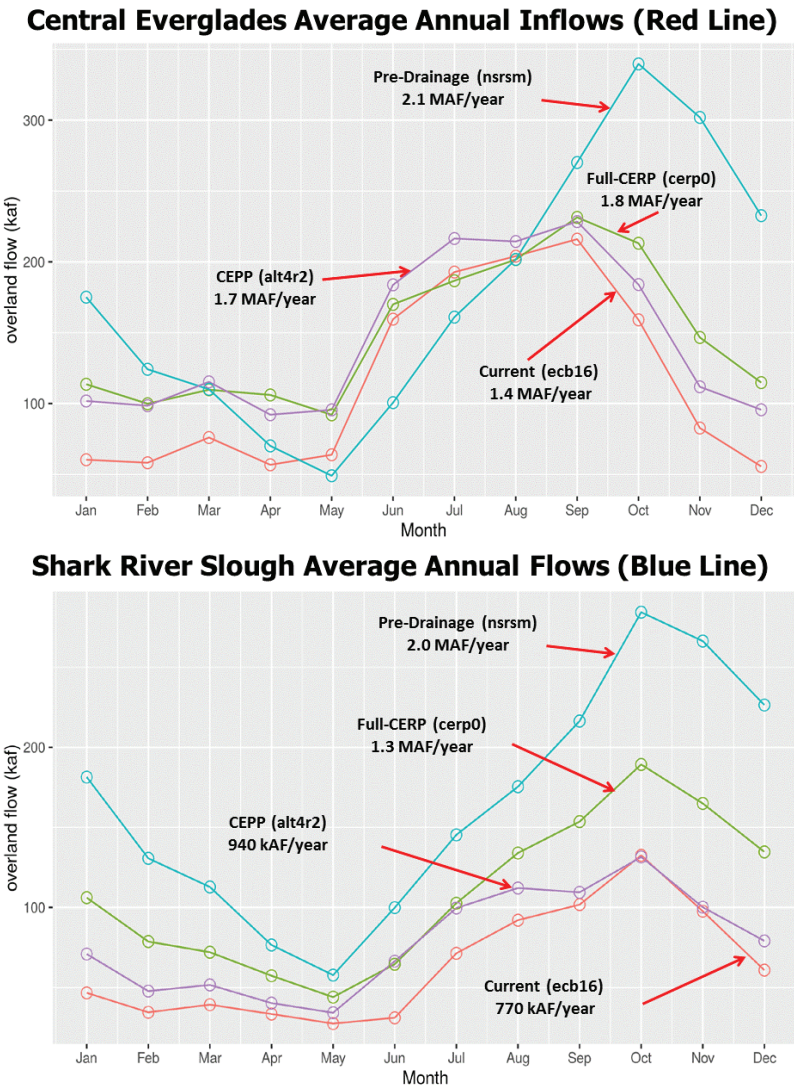 Central Everglades Average Annual Inflows (Red Line)
Pre-Drainage (nsrsm)
2.1 MAF/year
300
Full-CERP (cerp0)
1.8 MAF/year
overland flow (kaf)
200
CEPP (alt4r2)
1.7 MAF/year
Current (ecb16)
1.4 MAF/year
100
Jan Feb Mar Apr May Jun Jul Aug Sep Oct Nov Dec
Month
Shark River Slough Average Annual Flows (Blue Line)
Pre-Drainage (nsrsm)
2.0 MAF/year
Full-CERP (cerp0)
1.3 MAF/year
200
overland flow (kaf)
CEPP (alt4r2)
940 kAF/year
100
Current (ecb16)
770 kAF/year
Jan Feb Mar Apr May Jun Jul Aug Sep Oct Nov Dec
Month